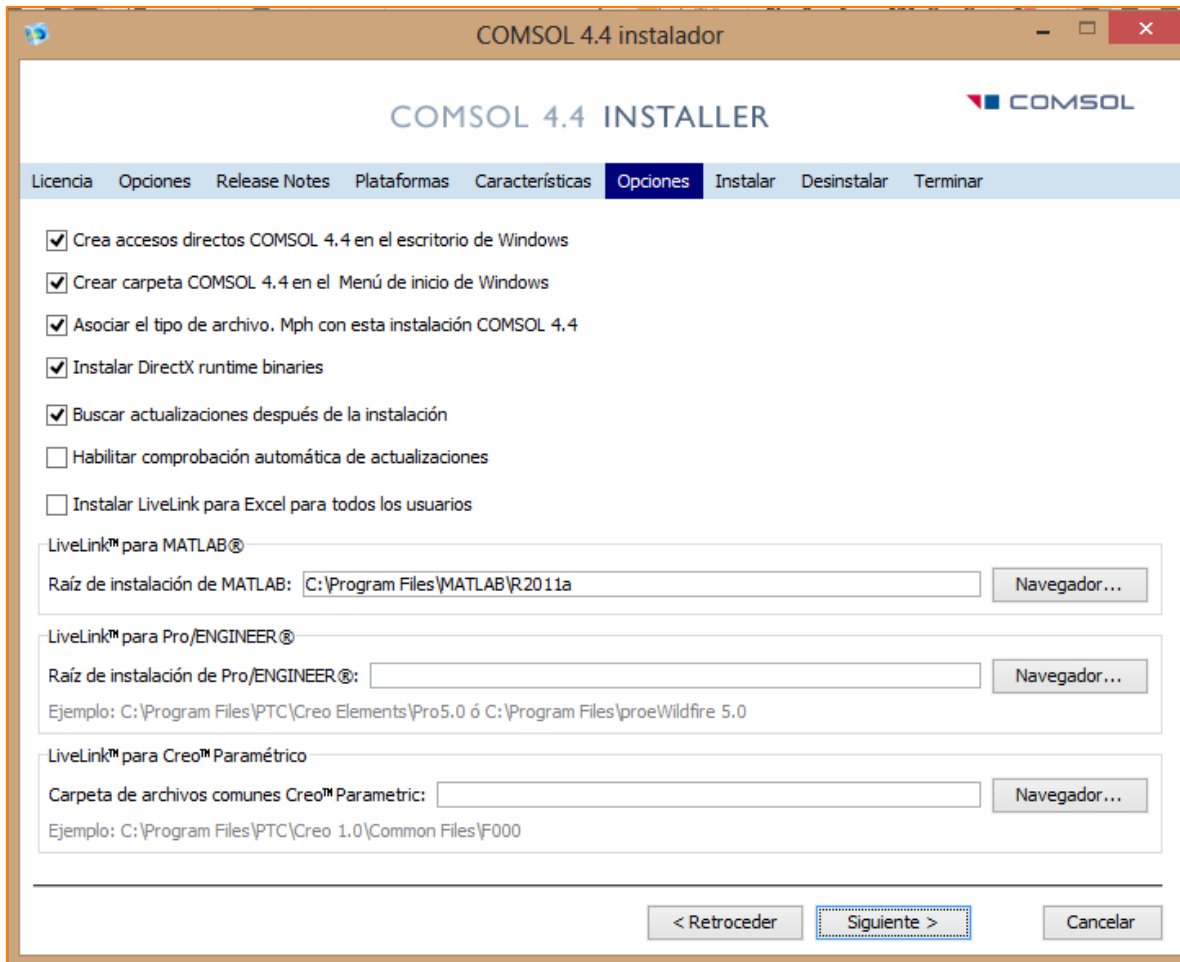 COMSOL 4.4 instalador
COMSOL 4.4 INSTALLER
COMSOL
Licencia Opciones Release Notes Plataformas Características Opciones Instalar Desinstalar Terminar
Crea accesos directos COMSOL 4.4 en el escritorio de Windows
Crear carpeta COMSOL 4.4 en el Menú de inicio de Windows
Asociar el tipo de archivo. Mph con esta instalación COMSOL 4.4
Instalar DirectX runtime binaries
Buscar actualizaciones después de la instalación
Habilitar comprobación automática de actualizaciones
Instalar LiveLink para Excel para todos los usuarios
LiveLink™ para MATLAB®
Raíz de instalación de MATLAB: C:\Program Files\MATLAB\R2011a Navegador...
LiveLink™ para Pro/ENGINEER®
Raíz de instalación de Pro/ENGINEER®: Navegador...
Ejemplo: C:\Program Files\PTC\Creo Elements\Pro5.0 ó C:\Program Files\proeWildfire 5.0
LiveLink™ para Creo™ Paramétrico
Carpeta de archivos comunes Creo™ Parametric: Navegador...
Ejemplo: C:\Program Files\PTC\Creo 1.0\Common Files\F000
< Retroceder Siguiente > Cancelar